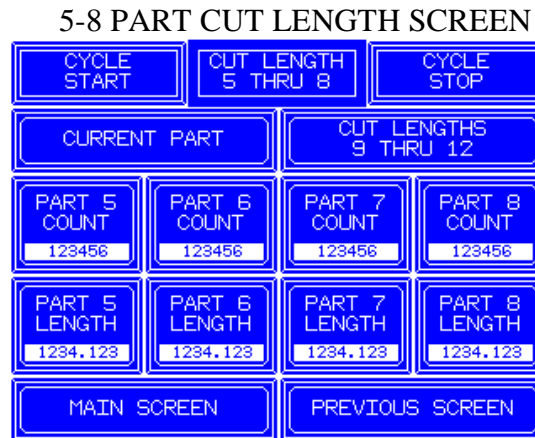 5-8 PART CUT LENGTH SCREEN
CYCLE START
CUT LENGTH 5 THRU 8
CYCLE STOP
CURRENT PART
CUT LENGTHS 9 THRU 12
PART 5 COUNT
123456
PART 6 COUNT
123456
PART 7 COUNT
123456
PART 8 COUNT
123456
PART 5 LENGTH
1234.123
PART 6 LENGTH
1234.123
PART 7 LENGTH
1234.123
PART 8 LENGTH
1234.123
MAIN SCREEN
PREVIOUS SCREEN